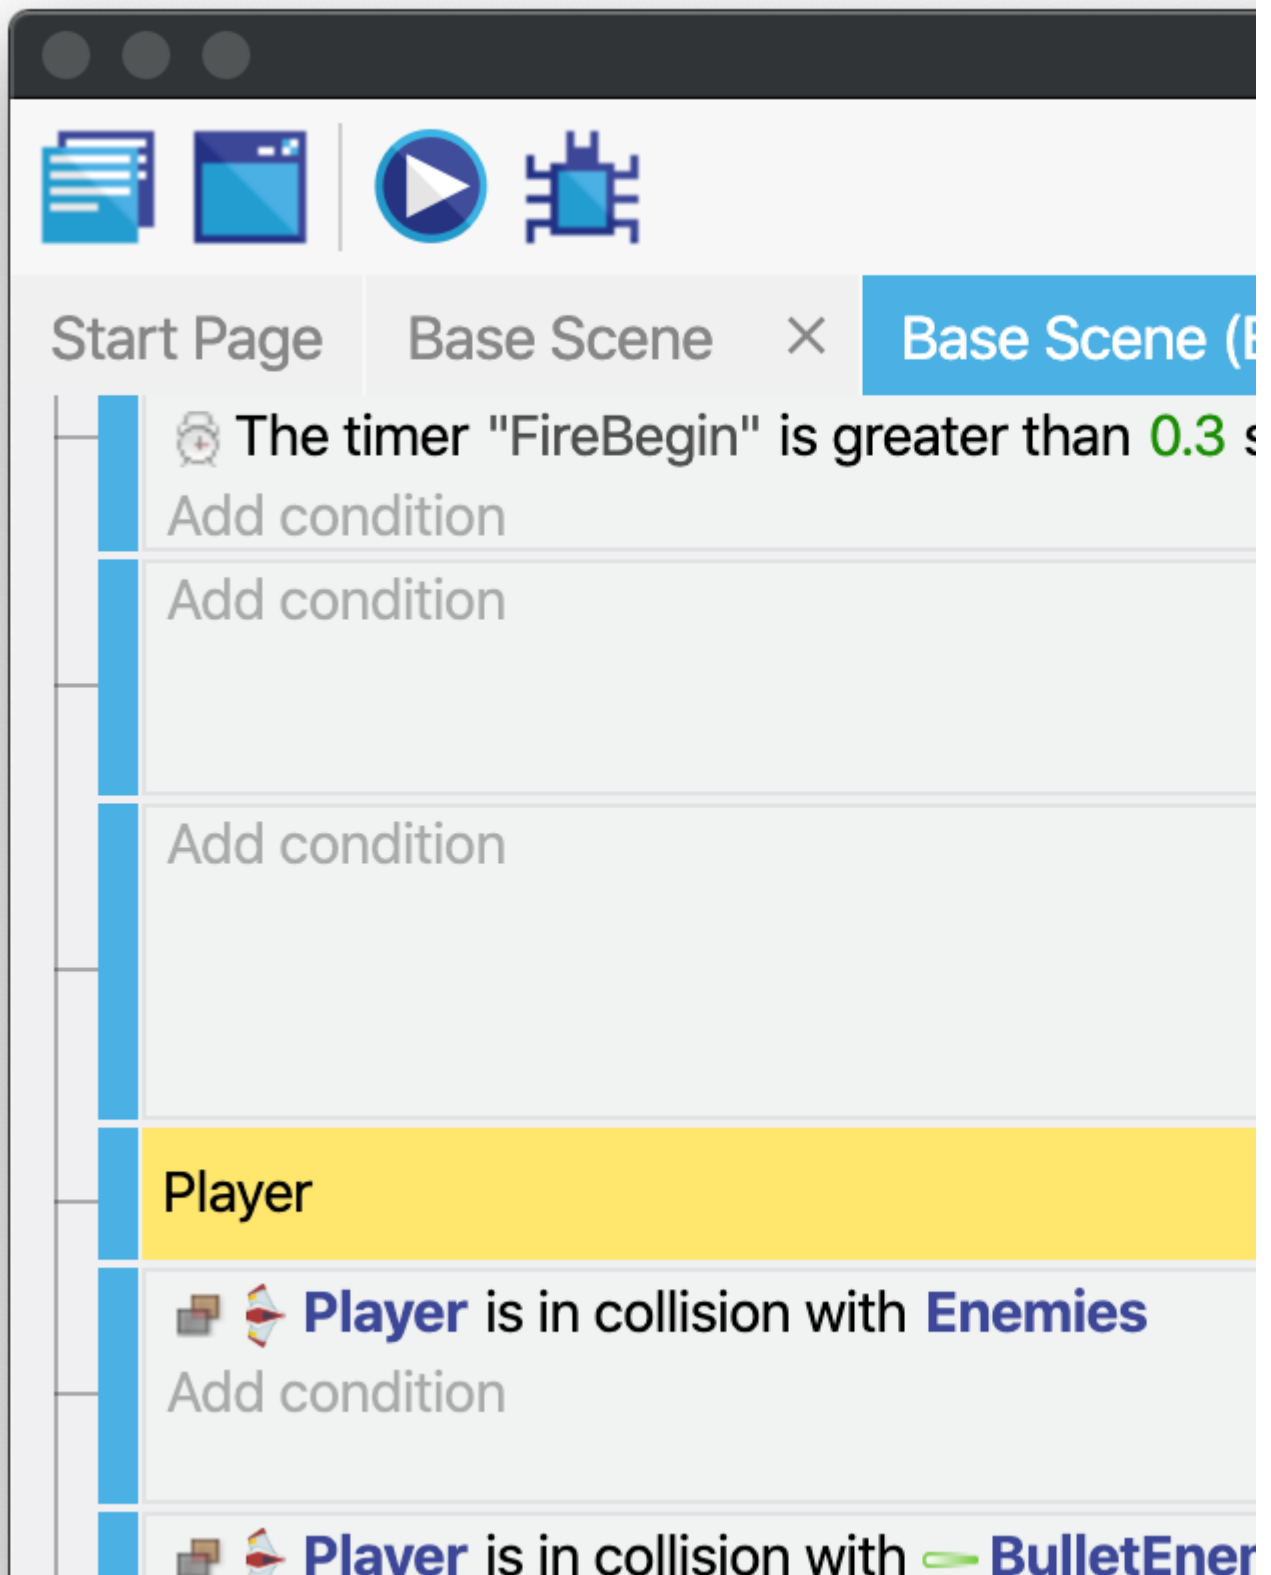 Start Page Base Scene Base Scene (
The timer "FireBegin" is greater than 0.3
Add condition
Add condition
Add condition
Player
Player is in collision with Enemies
Add condition
Player is in collision with